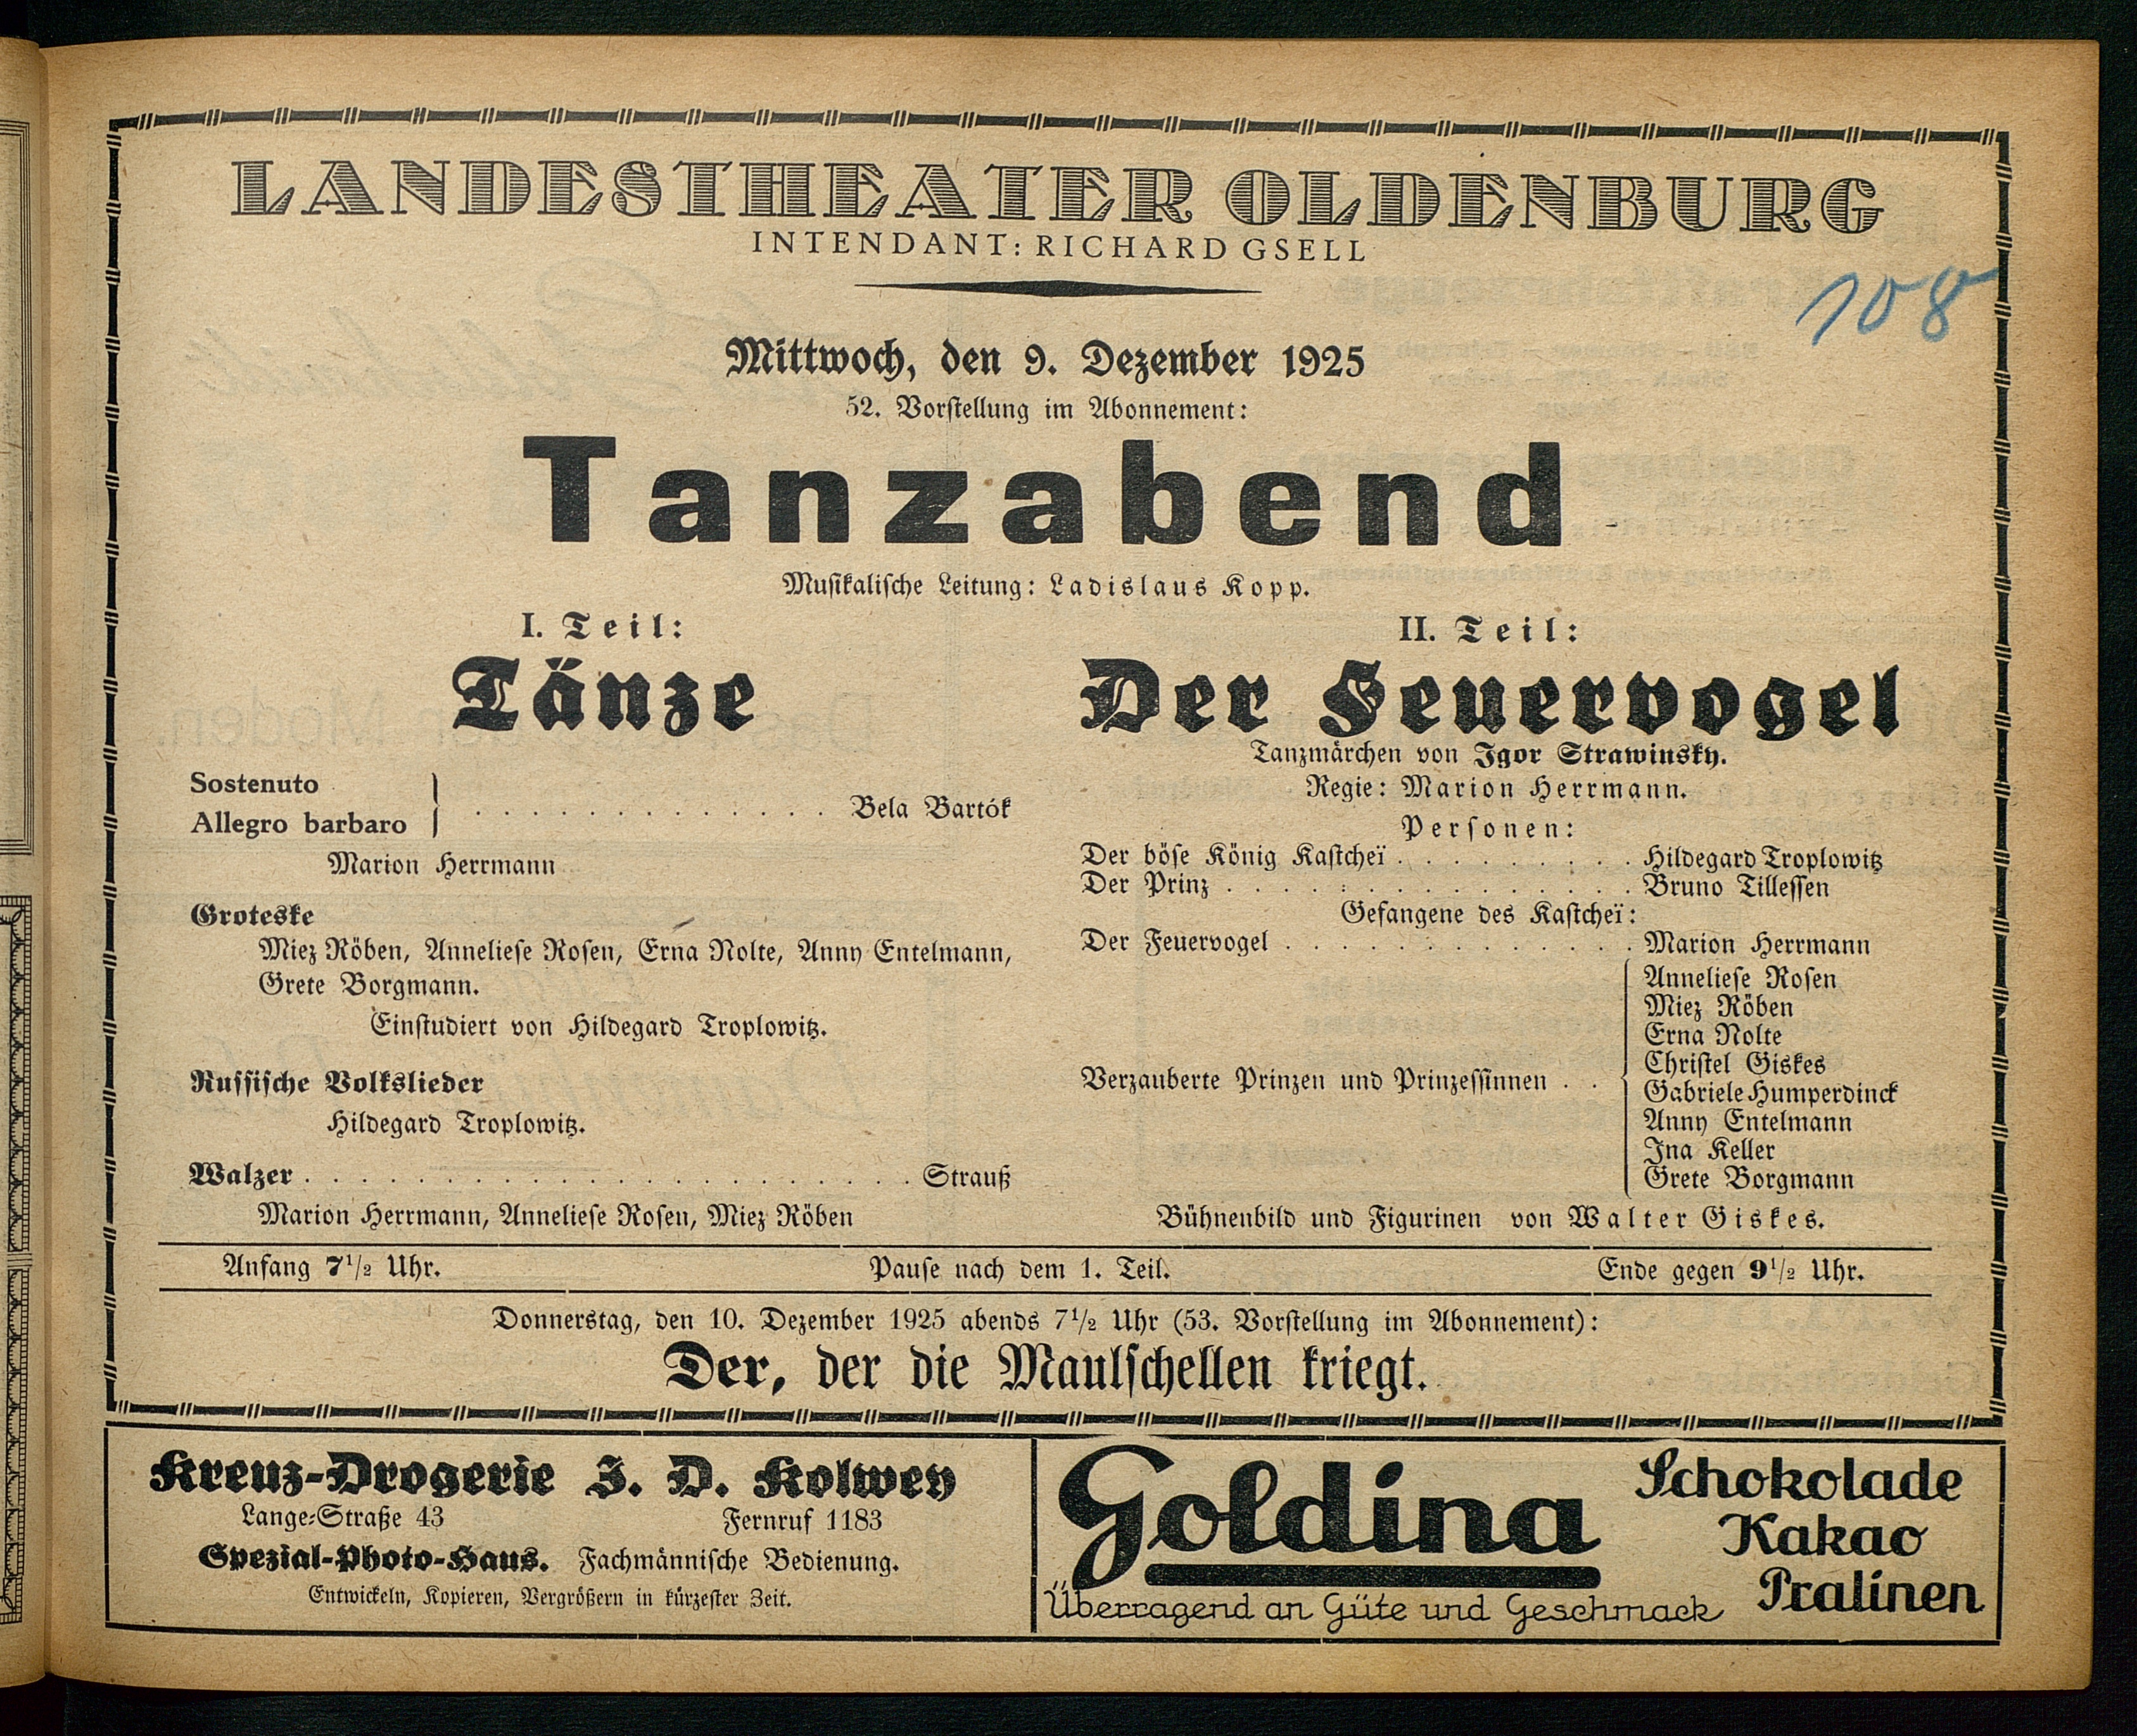 LANDESTHEATER OLDENBURG
INTENDANT: RICHARD GSELL
108
Mittwoch, den 9. Dezember 1925
52. Vorstellung im Abonnement:
Tanzabend
Musikalische Leitung: Ladislaus Kopp.
I. Teil:
Tänze
Sostenuto
Allegro barbaro } . . . . . . . . . . . . . Bela Bartók
Marion Herrmann
Groteske
Miez Röben, Anneliese Rosen, Erna Nolte, Anny Entelmann,
Grete Borgmann.
Einstudiert von Hildegard Troplowitz.
Russische Volkslieder
Hildegard Troplowitz.
Walzer . . . . . . . . . . . . . . . . . . . . . . Strauß
Marion Herrmann, Anneliese Rosen, Miez Röben
II. Teil:
Der Feuervogel
Tanzmärchen von Igor Strawinsky.
Regie: Marion Herrmann.
Personen:
Der böse König Kastcheï . . . . . . . . . Hildegard Troplowitz
Der Prinz . . . . . . . . . . . . . . . Bruno Tillessen
Gefangene des Kastcheï:
Der Feuervogel . . . . . . . . . . . . . Marion Herrmann
Verzauberte Prinzen und Prinzessinnen . . {
Anneliese Rosen
Miez Röben
Erna Nolte
Christel Giskes
Gabriele Humperdinck
Anny Entelmann
Ina Keller
Grete Borgmann
Bühnenbild und Figurinen von Walter Giskes.
Anfang 7½ Uhr. Pause nach dem 1. Teil. Ende gegen 9½ Uhr.
Donnerstag, den 10. Dezember 1925 abends 7½ Uhr (53. Vorstellung im Abonnement):
Der, der die Maulschellen kriegt.
Kreuz-Drogerie J. D. Kolwey
Lange-Straße 43 Fernruf 1183
Spezial-Photo-Haus. Fachmännische Bedienung.
Entwickeln, Kopieren, Vergrößern in kürzester Zeit.
Goldina
Schokolade
Kakao
Pralinen
Überragend an Güte und Geschmack